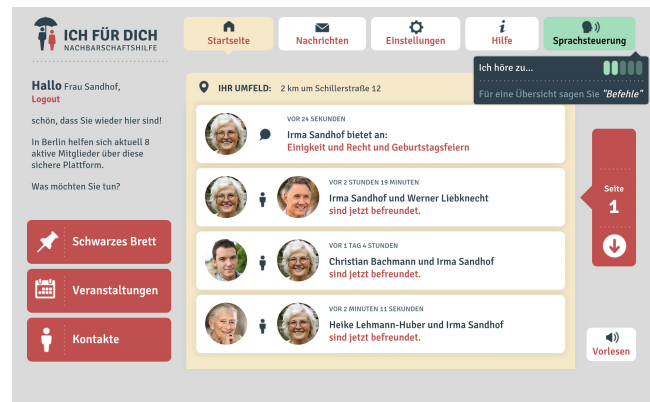 ICH FÜR DICH
NACHBARSCHAFTSHILFE
Startseite
Nachrichten
Einstellungen
Hilfe
Sprachsteuerung
Ich höre zu...
Für eine Übersicht sagen Sie "Befehle"
Hallo Frau Sandhof,
Logout
schön, dass Sie wieder hier sind!
In Berlin helfen sich aktuell 8
aktive Mitglieder über diese
sichere Plattform.
Was möchten Sie tun?
Schwarzes Brett
Veranstaltungen
Kontakte
IHR UMFELD: 2 km um Schillerstraße 12
VOR 24 SEKUNDEN
Irma Sandhof bietet an:
Einigkeit und Recht und Geburtstagsfeiern
VOR 2 STUNDEN 19 MINUTEN
Irma Sandhof und Werner Liebknecht
sind jetzt befreundet.
VOR 1 TAG 4 STUNDEN
Christian Bachmann und Irma Sandhof
sind jetzt befreundet.
VOR 2 MINUTEN 11 SEKUNDEN
Heike Lehmann-Huber und Irma Sandhof
sind jetzt befreundet.
Seite
1
Vorlesen